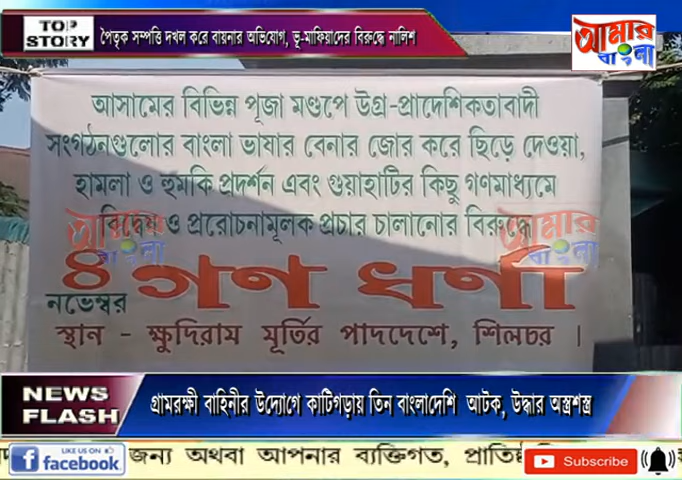 TOP STORY
পৈতৃক সম্পত্তি দখল করে বায়নার অভিযোগ, ভূ-মাফিয়াদের বিরুদ্ধে নালিশ
আমার বাংলা
আসামের বিভিন্ন পূজা মণ্ডপে উগ্র-প্রাদেশিকতাবাদী
সংগঠনগুলোর বাংলা ভাষার বেনার জোর করে ছিড়ে দেওয়া,
হামলা ও হুমকি প্রদর্শন এবং গুয়াহাটির কিছু গণমাধ্যমে
বিদ্বেষ ও প্ররোচনামূলক প্রচার চালানোর বিরুদ্ধে
আমার বাংলা
আমার বাংলা
৪ নভেম্বর গণ ধর্ণা
স্থান - ক্ষুদিরাম মূর্তির পাদদেশে, শিলচর ।
NEWS FLASH
গ্রামরক্ষী বাহিনীর উদ্যোগে কাটিগড়ায় তিন বাংলাদেশি আটক, উদ্ধার অস্ত্রশস্ত্র
LIKE US ON
facebook
জন্য অথবা আপনার ব্যক্তিগত,
Subscribe